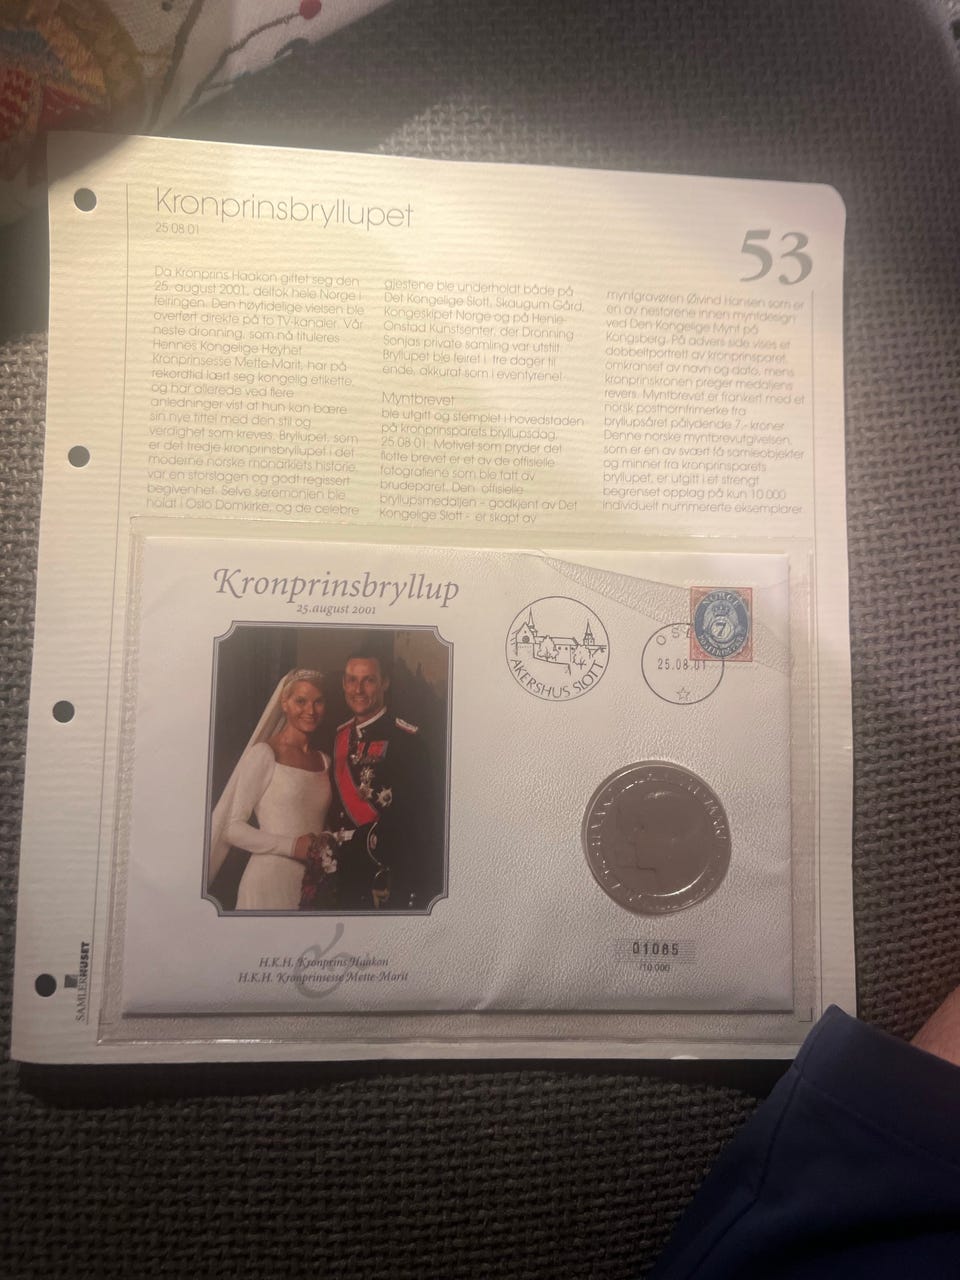 Kronprinsbryllupet
25.08.01
53
Da Kronprins Haakon giftet seg den
25. august 2001, deltok hele Norge i
feiringen. Den høytidelige vielsen ble
overført direkte på to TV-kanaler. Vår
neste dronning, som nå tituleres
Hennes Kongelige Høyhet
Kronprinsesse Mette-Marit, har på
rekordtid lært seg kongelig etikette,
og har allerede ved flere
anledninger vist at hun kan bære
sin nye tittel med den stil og
verdighet som kreves. Bryllupet, som
er det tredje kronprinsbryllupet i det
moderne norske monarkiets historie,
var en storslagen og godt regissert
begivenhet. Selve seremonien ble
holdt i Oslo Domkirke, og de celebre
gjestene ble underholdt både på
Det Kongelige Slott, Skaugum Gård,
Kongeskipet Norge og på Henie-
Onstad Kunstsenter, der Dronning
Sonjas private samling var utstilt.
Bryllupet ble feiret i tre dager til
ende, akkurat som i eventyrene!
Myntbrevet
ble utgitt og stemplet i hovedstaden
på kronprinsparets bryllupsdag,
25.08.01. Motivet som pryder det
flotte brevet er et av de offisielle
fotografiene som ble tatt av
brudeparet. Den offisielle
bryllupsmedaljen - godkjent av Det
Kongelige Slott - er skapt av
myntgravøren Øivind Hansen som er
en av nestorene innen myntdesign
ved Den Kongelige Mynt på
Kongsberg. På advers side vises et
dobbeltportrett av kronprinsparet,
omkranset av navn og dato, mens
kronprinskronen preger medaljens
revers. Myntbrevet er frankert med et
norsk posthornfrimerke fra
bryllupsåret pålydende 7,- kroner.
Denne norske myntbrevutgivelsen,
som er en av svært få samleobjekter
og minner fra kronprinsparets
bryllup, er utgitt i et strengt
begrenset opplag på kun 10 000
individuelt nummererte eksemplarer.
Kronprinsbryllup
25.august 2001
AKERSHUS SLOTT
NORGE
7
OSL
25.08.01
01085
/10 000
&
H.K.H. Kronprins Haakon
H.K.H. Kronprinsesse Mette-Marit
SAMLERHUSET